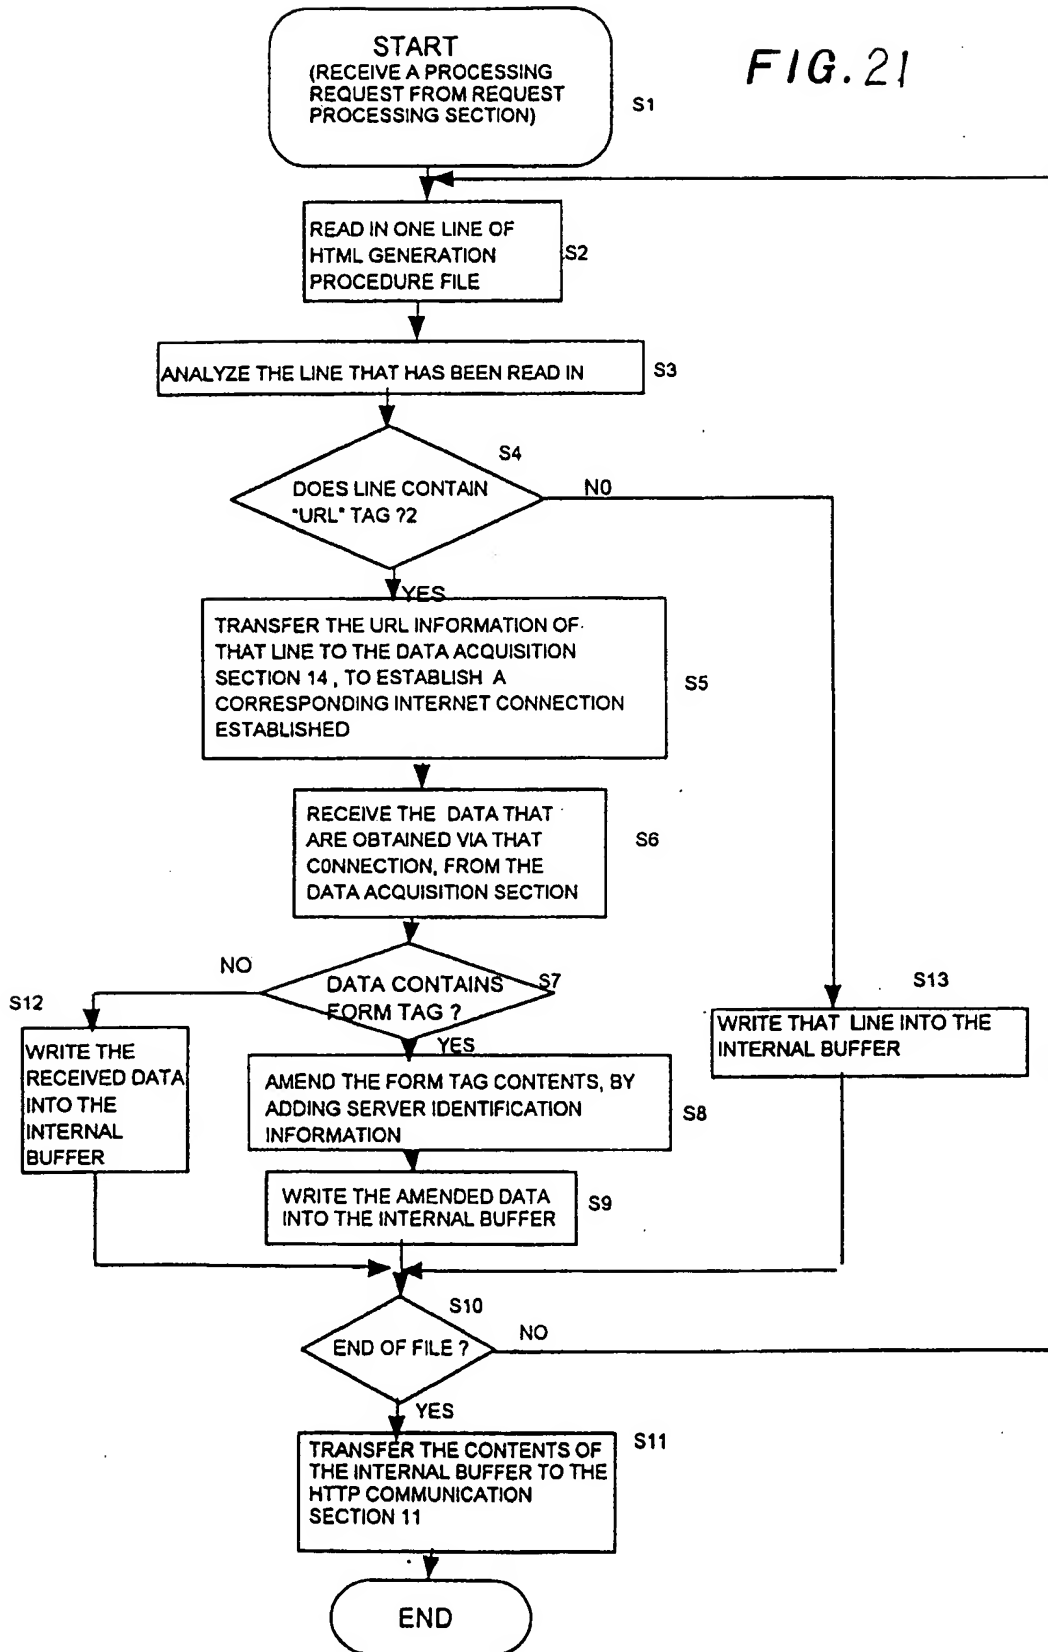 START
(RECEIVE A PROCESSING
REQUEST FROM REQUEST
PROCESSING SECTION)
S1
FIG. 21
READ IN ONE LINE OF
HTML GENERATION
PROCEDURE FILE
S2
ANALYZE THE LINE THAT HAS BEEN READ IN
S3
S4
DOES LINE CONTAIN
"URL" TAG ?2
NO
YES
TRANSFER THE URL INFORMATION OF
THAT LINE TO THE DATA ACQUISITION
SECTION 14 , TO ESTABLISH A
CORRESPONDING INTERNET CONNECTION
ESTABLISHED
S5
RECEIVE THE DATA THAT
ARE OBTAINED VIA THAT
CONNECTION, FROM THE
DATA ACQUISITION SECTION
S6
NO
DATA CONTAINS
FORM TAG ?
S7
YES
S12
WRITE THE
RECEIVED DATA
INTO THE
INTERNAL
BUFFER
AMEND THE FORM TAG CONTENTS, BY
ADDING SERVER IDENTIFICATION
INFORMATION
S8
S13
WRITE THAT LINE INTO THE
INTERNAL BUFFER
WRITE THE AMENDED DATA
INTO THE INTERNAL BUFFER
S9
S10
END OF FILE ?
NO
YES
TRANSFER THE CONTENTS OF
THE INTERNAL BUFFER TO THE
HTTP COMMUNICATION
SECTION 11
S11
END